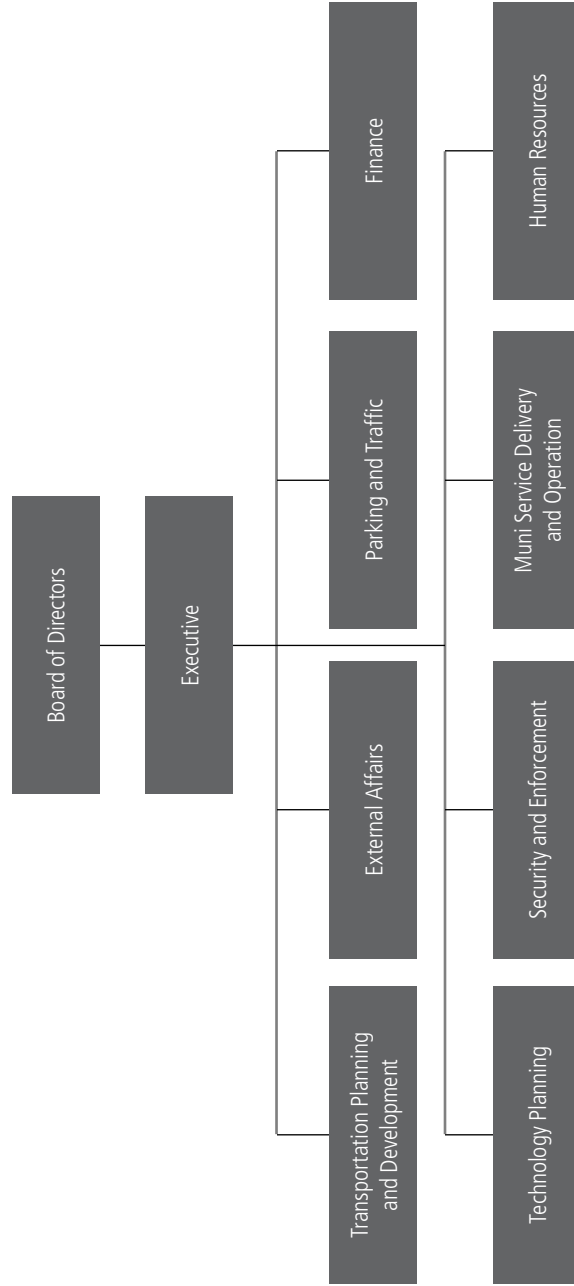 Board of Directors
Executive
Transportation Planning
and Development
External Affairs
Parking and Traffic
Finance
Technology Planning
Security and Enforcement
Muni Service Delivery
and Operation
Human Resources